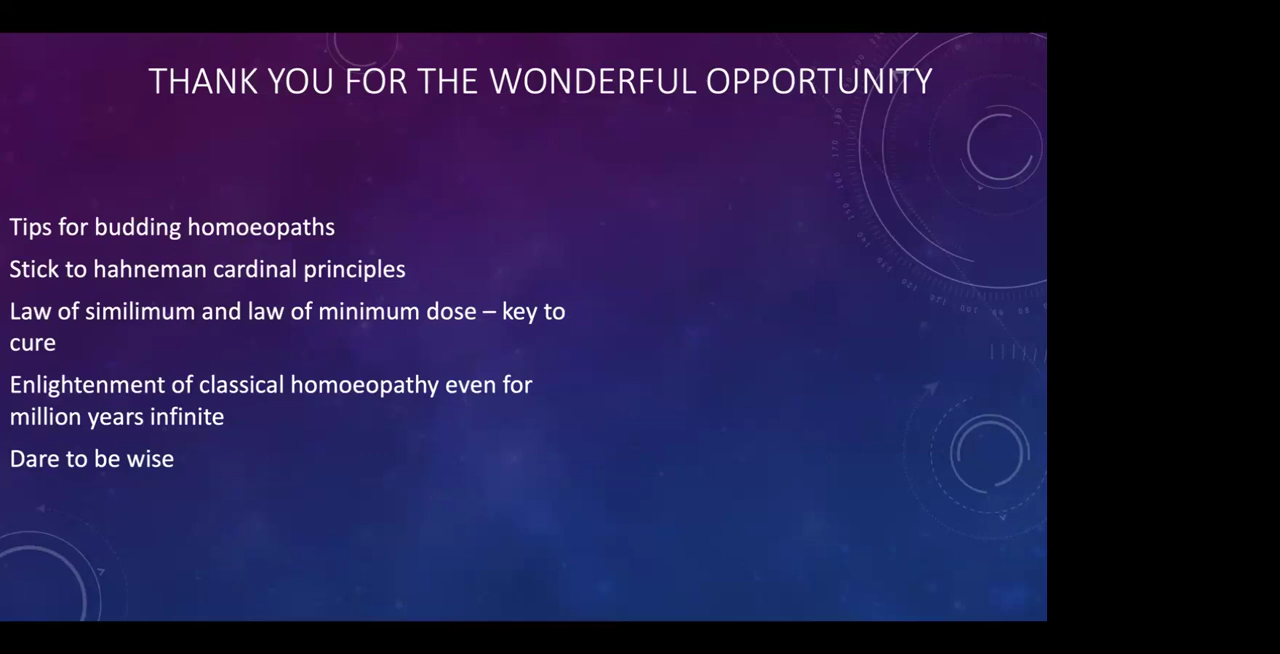 THANK YOU FOR THE WONDERFUL OPPORTUNITY
Tips for budding homoeopaths
Stick to hahneman cardinal principles
Law of similimum and law of minimum dose – key to
cure
Enlightenment of classical homoeopathy even for
million years infinite
Dare to be wise